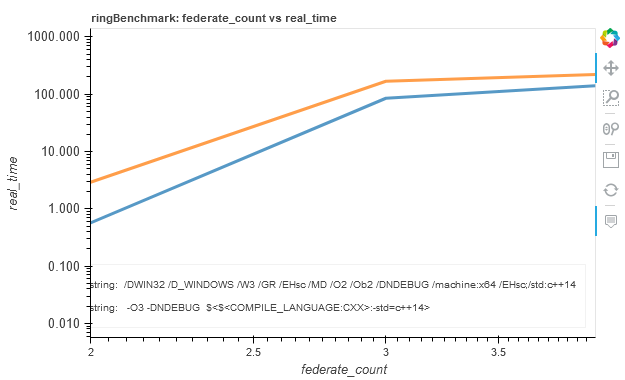 ringBenchmark: federate_count vs real_time
1000.000
100.000
10.000
1.000
0.100
0.010
real_time
string:  /DWIN32 /D_WINDOWS /W3 /GR /EHsc /MD /O2 /Ob2 /DNDEBUG /machine:x64 /EHsc;/std:c++14
string:   -O3 -DNDEBUG  $<$<COMPILE_LANGUAGE:CXX>:-std=c++14>
2
2.5
3
3.5
federate_count